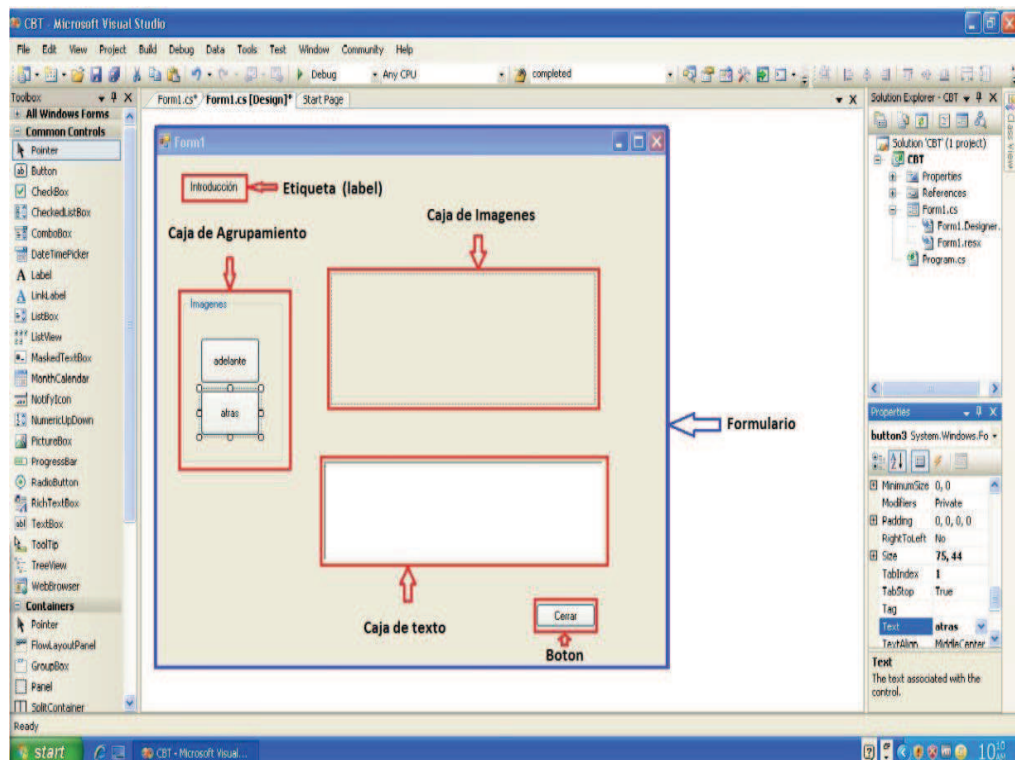 CBT - Microsoft Visual Studio
File Edit View Project Build Debug Data Tools Test Window Community Help
Debug Any CPU completed
Toolbox
All Windows Forms
Common Controls
Pointer
Button
CheckBox
CheckedListBox
ComboBox
DateTimePicker
Label
LinkLabel
ListBox
ListView
MaskedTextBox
MonthCalendar
NotifyIcon
NumericUpDown
PictureBox
ProgressBar
RadioButton
RichTextBox
TextBox
ToolTip
TreeView
WebBrowser
Containers
Pointer
FlowLayoutPanel
GroupBox
Panel
SplitContainer
Form1.cs* Form1.cs [Design]* Start Page
Form1
Introducción
Etiqueta (label)
Caja de Agrupamiento
Caja de Imagenes
Imagenes
adelante
atras
Formulario
Caja de texto
Cerrar
Boton
Solution Explorer - CBT
Solution 'CBT' (1 project)
CBT
Properties
References
Form1.cs
Form1.Designer.
Form1.resx
Program.cs
Class View
Properties
button3 System.Windows.Fo
MinimumSize 0, 0
Modifiers Private
Padding 0, 0, 0, 0
RightToLeft No
Size 75, 44
TabIndex 1
TabStop True
Tag
Text atras
TextAlign MiddleCenter
Text
The text associated with the
control.
Ready
start
CBT - Microsoft Visual...